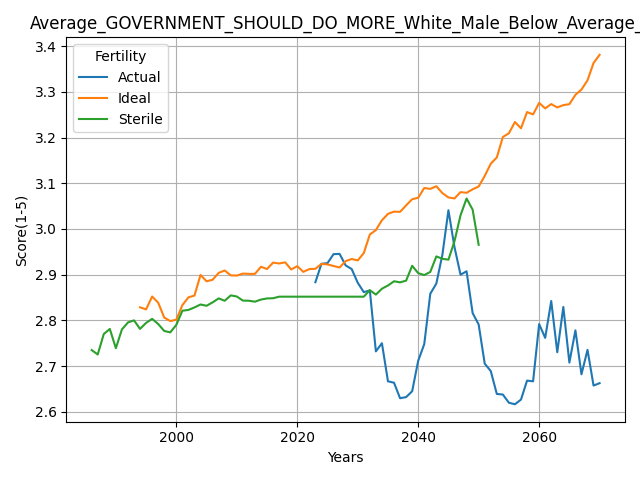 Average_GOVERNMENT_SHOULD_DO_MORE_White_Male_Below_Average_
Fertility
Actual
Ideal
Sterile
Score(1-5)
3.4
3.3
3.2
3.1
3.0
2.9
2.8
2.7
2.6
2000 2020 2040 2060
Years